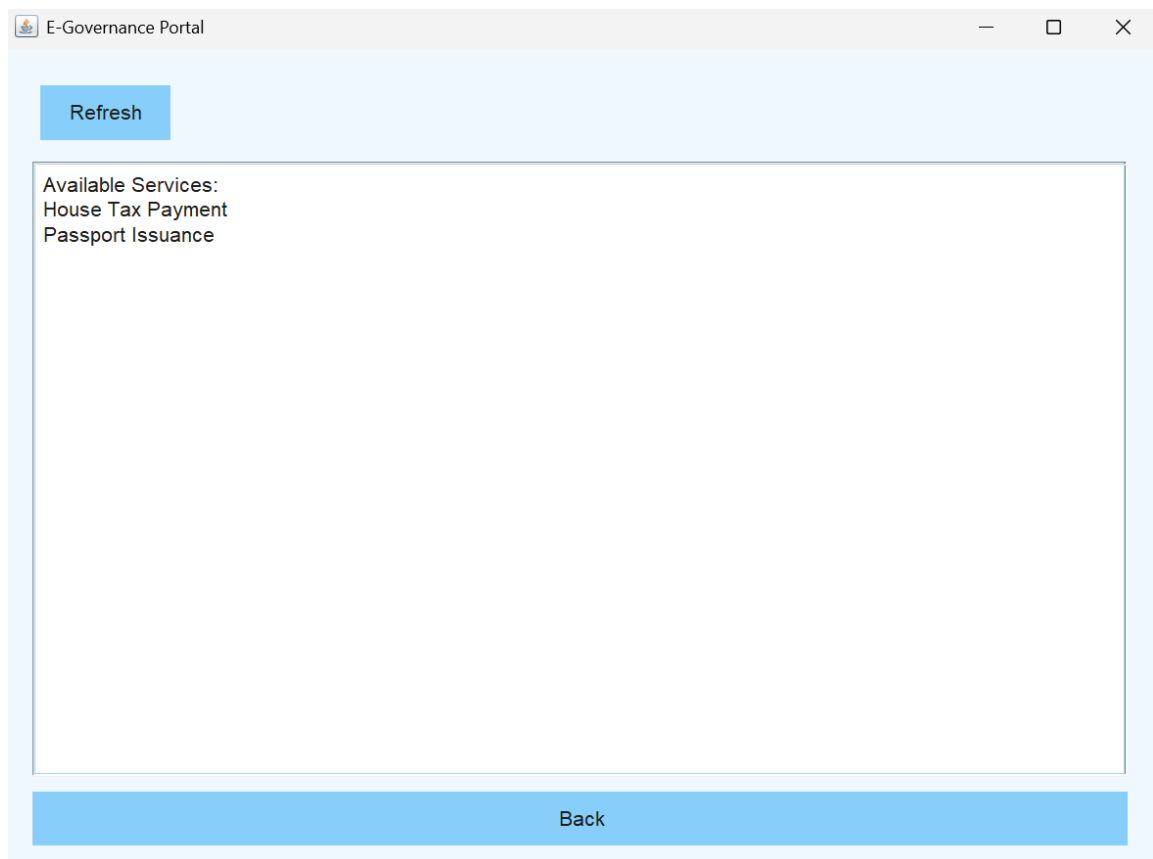 E-Governance Portal
Refresh
Available Services:
House Tax Payment
Passport Issuance
Back